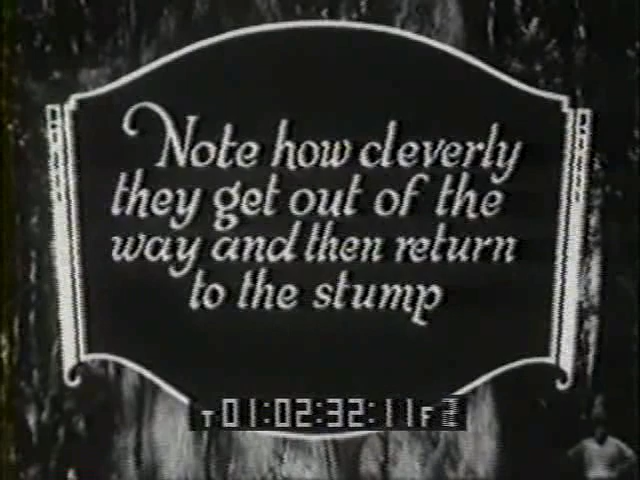 Note how cleverly
they get out of the
way and then return
to the stump
T01:02:32:11F2